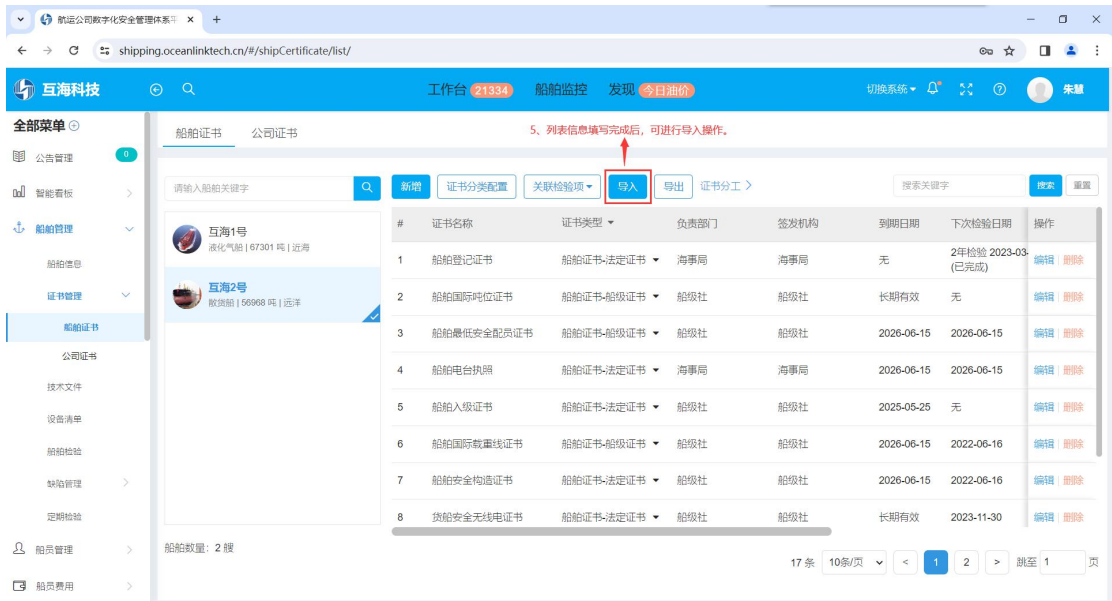 航运公司数字化安全管理体系平
shipping.oceanlinktech.cn/#/shipCertificate/list/
互海科技 工作台 21334 船舶监控 发现 今日油价 切换系统 朱慧
全部菜单
公告管理 0
智能看板
船舶管理
船舶信息
证书管理
船舶证书
公司证书
技术文件
设备清单
船舶检验
缺陷管理
定期检验
船员管理
船员费用
船舶证书 公司证书
5、列表信息填写完成后，可进行导入操作。
请输入船舶关键字
互海1号
液化气船 | 67301 吨 | 近海
互海2号
散货船 | 56968 吨 | 远洋
船舶数量：2 艘
新增 证书分类配置 关联检验项 导入 导出 证书分工 搜索关键字 搜索 重置
# 证书名称 证书类型 负责部门 签发机构 到期日期 下次检验日期 操作
1 船舶登记证书 船舶证书-法定证书 海事局 海事局 无 2年检验 2023-03- (已完成) 编辑 删除
2 船舶国际吨位证书 船舶证书-船级证书 船级社 船级社 长期有效 无 编辑 删除
3 船舶最低安全配员证书 船舶证书-船级证书 船级社 船级社 2026-06-15 2026-06-15 编辑 删除
4 船舶电台执照 船舶证书-法定证书 海事局 海事局 2026-06-15 2026-06-15 编辑 删除
5 船舶入级证书 船舶证书-法定证书 船级社 船级社 2025-05-25 无 编辑 删除
6 船舶国际载重线证书 船舶证书-船级证书 船级社 船级社 2026-06-15 2022-06-16 编辑 删除
7 船舶安全构造证书 船舶证书-法定证书 船级社 船级社 2026-06-15 2022-06-16 编辑 删除
8 货船安全无线电证书 船舶证书-法定证书 船级社 船级社 长期有效 2023-11-30 编辑 删除
17 条 10条/页 < 1 2 > 跳至 1 页